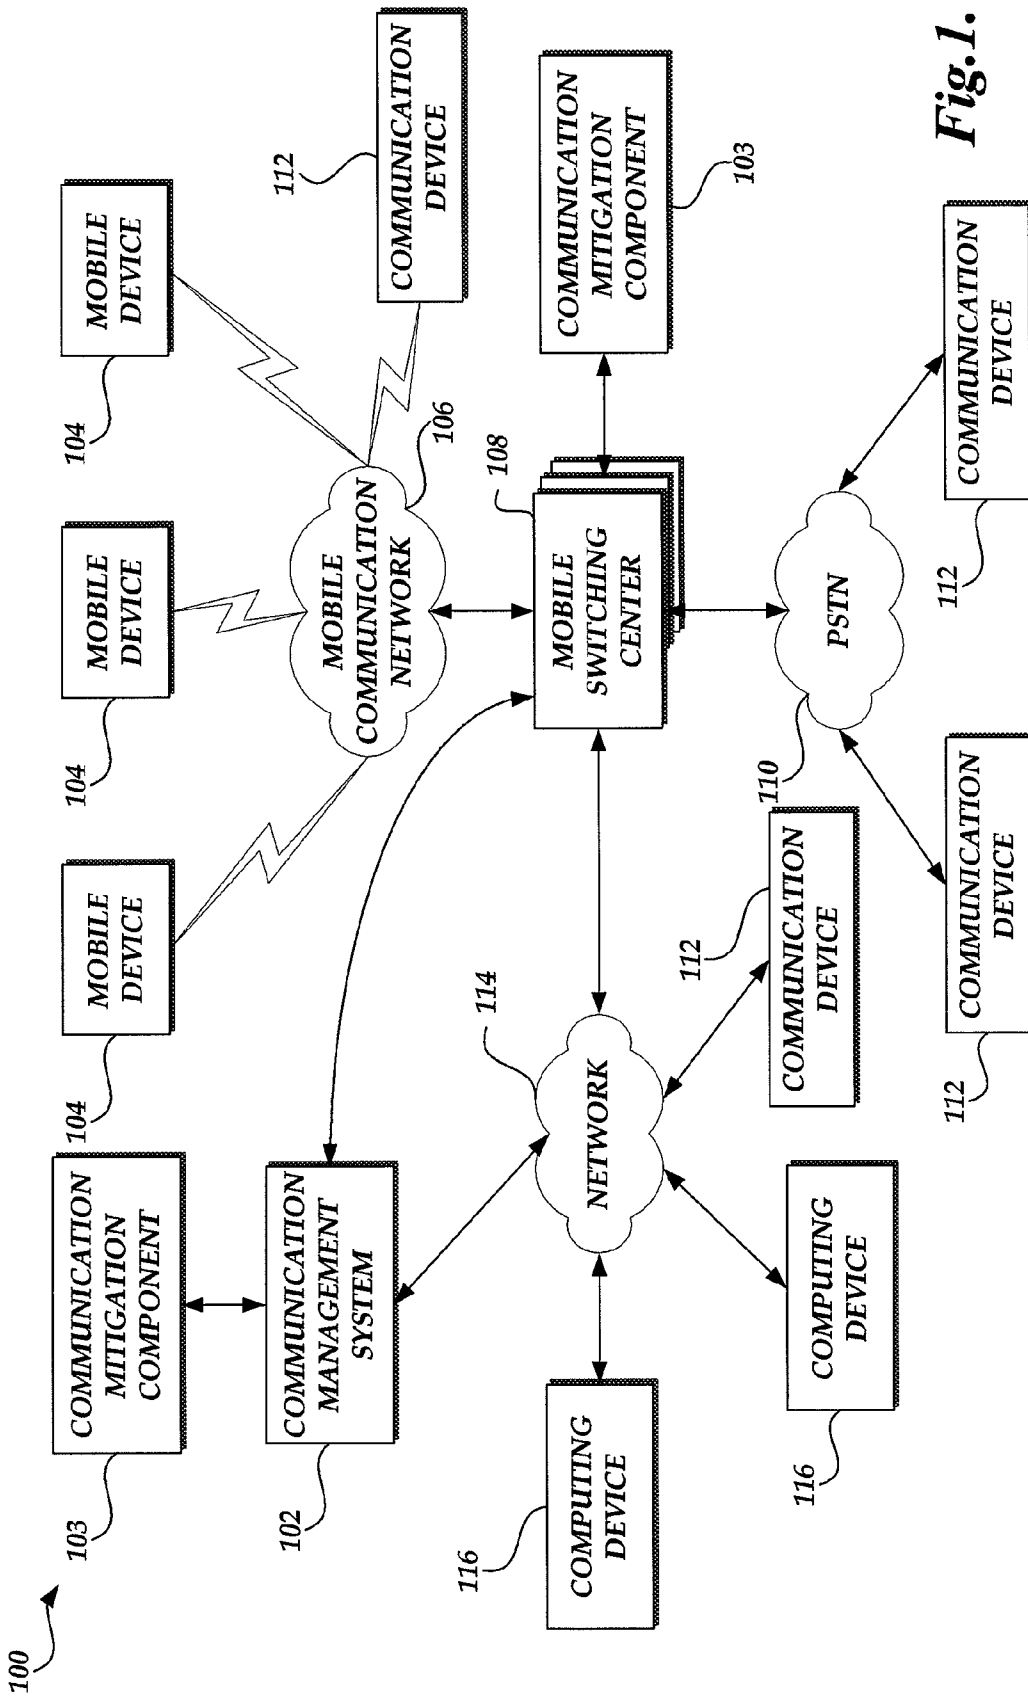 100
103
COMMUNICATION
MITIGATION
COMPONENT
104
MOBILE
DEVICE
104
MOBILE
DEVICE
104
MOBILE
DEVICE
102
COMMUNICATION
MANAGEMENT
SYSTEM
MOBILE
COMMUNICATION
NETWORK
106
112
COMMUNICATION
DEVICE
116
COMPUTING
DEVICE
114
NETWORK
108
MOBILE
SWITCHING
CENTER
COMMUNICATION
MITIGATION
COMPONENT
103
116
COMPUTING
DEVICE
112
COMMUNICATION
DEVICE
110
PSTN
112
COMMUNICATION
DEVICE
112
COMMUNICATION
DEVICE
Fig.1.